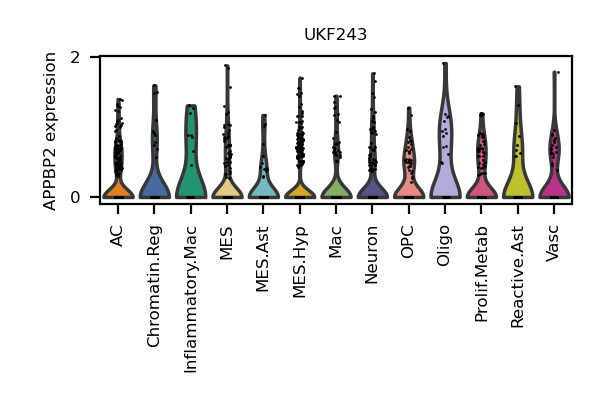 UKF243
APPBP2 expression
2
0
AC
Chromatin.Reg
Inflammatory.Mac
MES
MES.Ast
MES.Hyp
Mac
Neuron
OPC
Oligo
Prolif.Metab
Reactive.Ast
Vasc